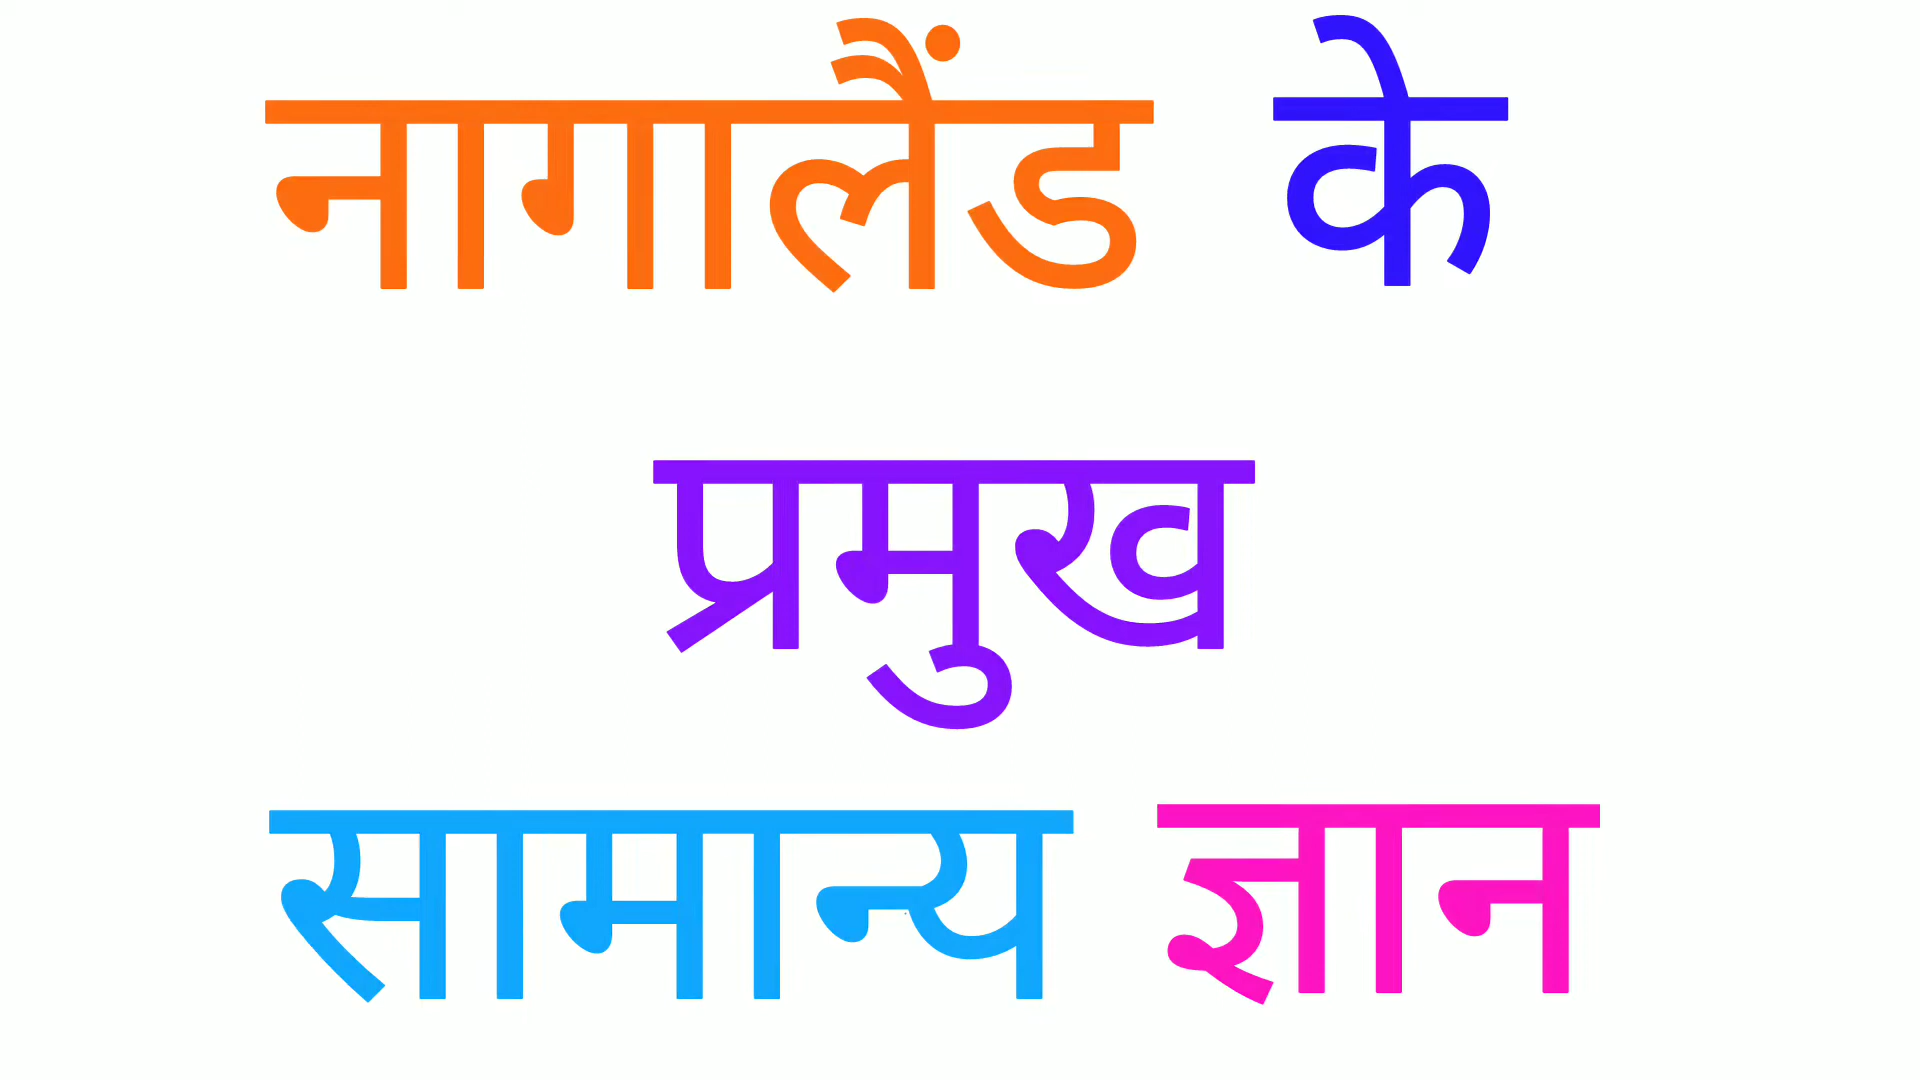 नागालैंड के
प्रमुख
सामान्य ज्ञान